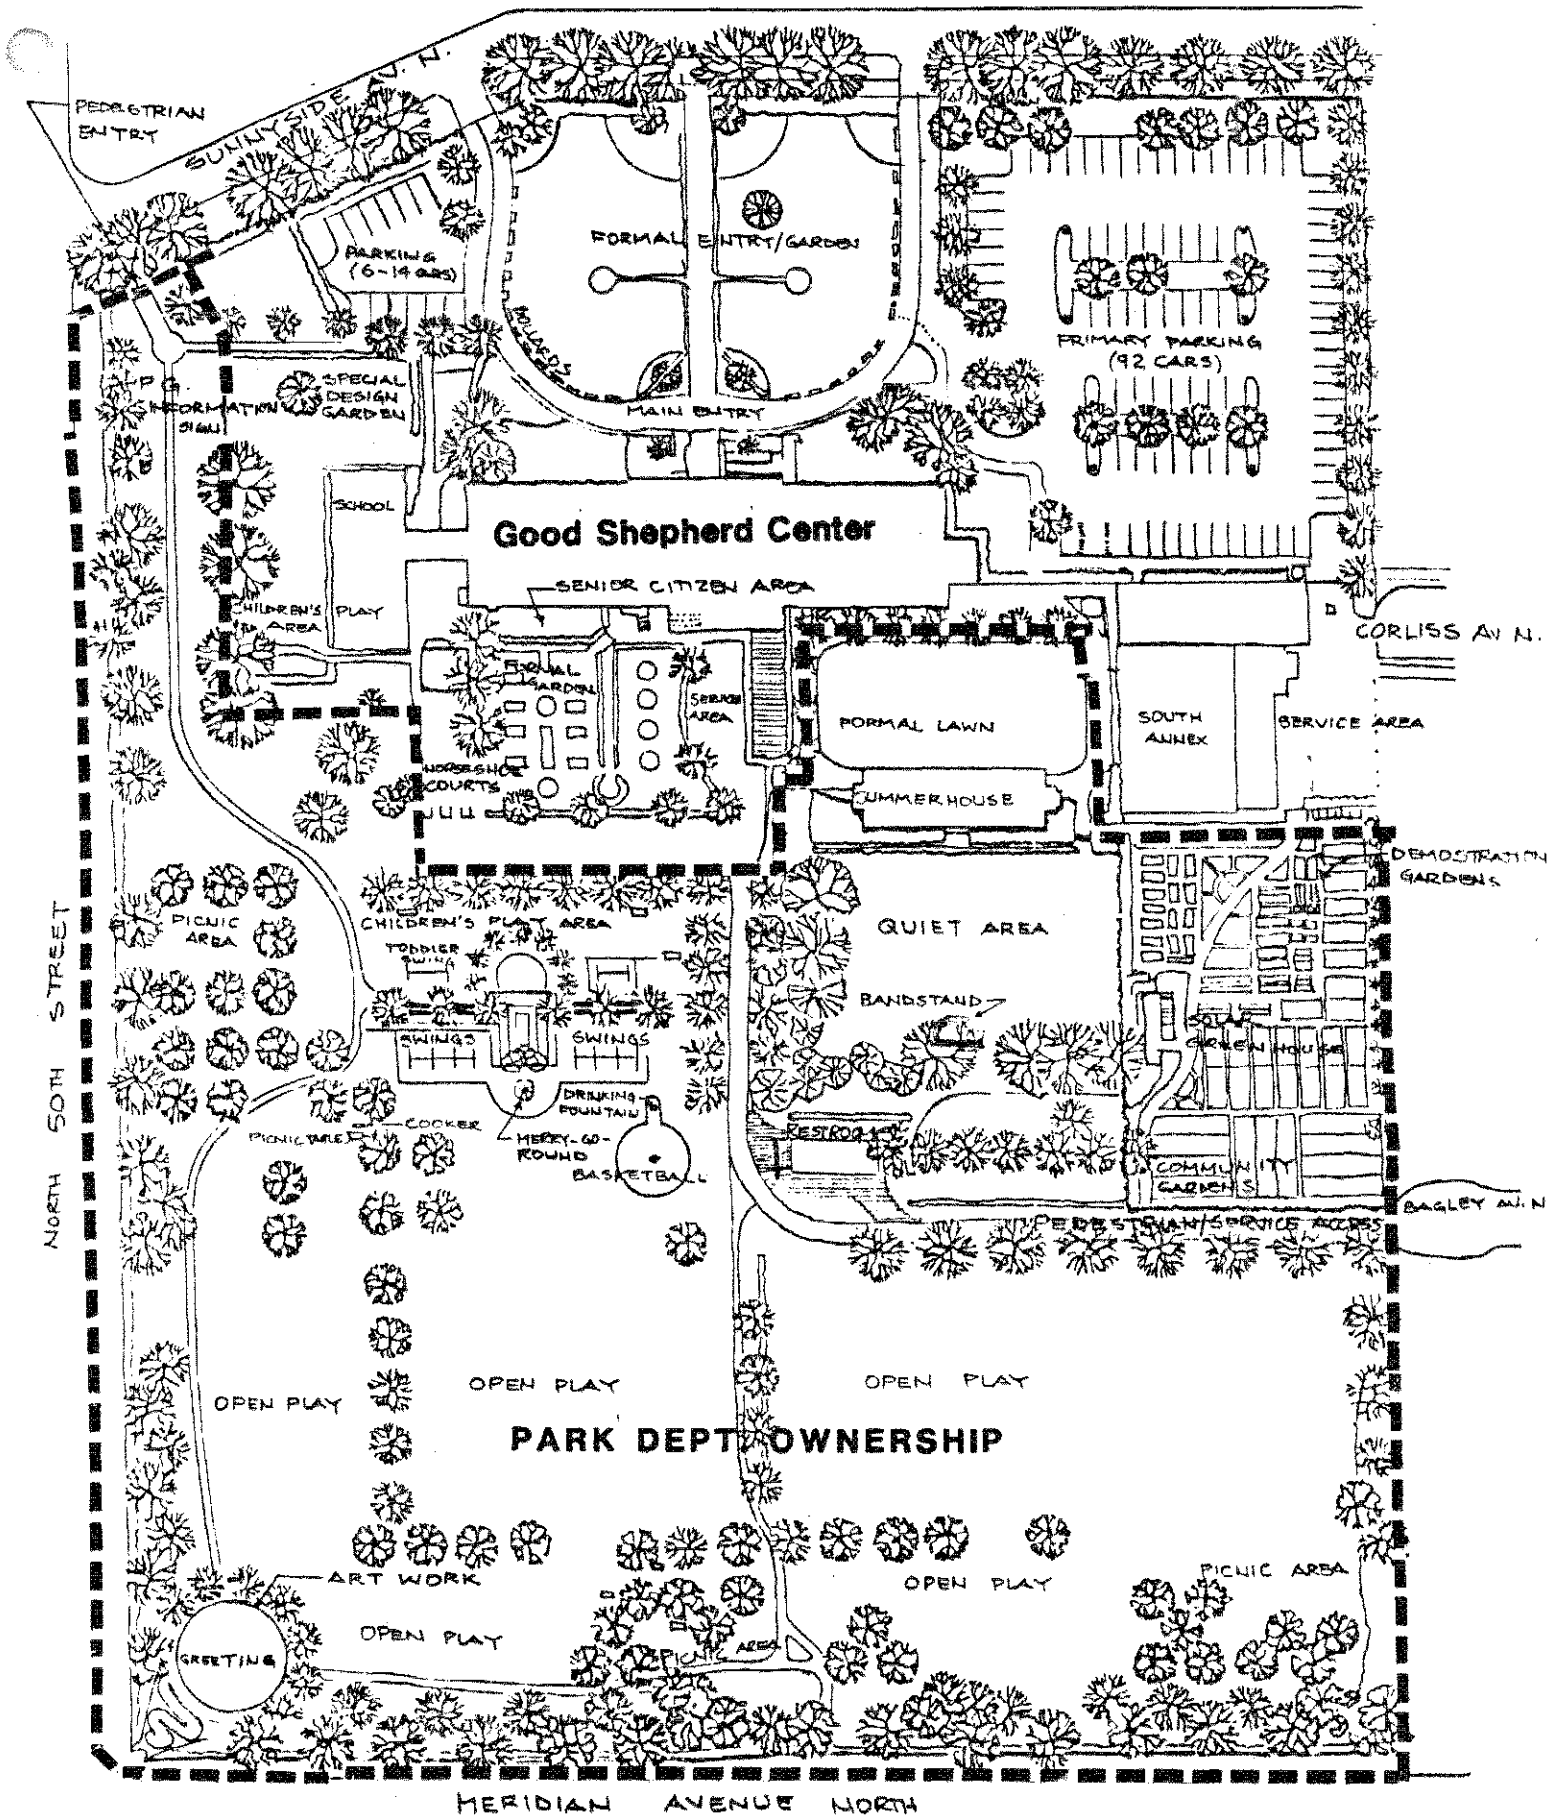 SUNNYSIDE AV. N.
PEDESTRIAN
ENTRY
PARKING
(6-14 CARS)
FORMAL ENTRY/GARDEN
BOLLARDS
PRIMARY PARKING
(92 CARS)
P.G.
INFORMATION
SIGN
SPECIAL
DESIGN
GARDEN
MAIN ENTRY
SCHOOL
Good Shepherd Center
SENIOR CITIZEN AREA
CHILDREN'S PLAY
AREA
CORLISS AV N.
FORMAL
GARDEN
SERVICE
AREA
FORMAL LAWN
SOUTH
ANNEX
SERVICE AREA
HORSESHOE
COURTS
SUMMERHOUSE
DEMOSTRATION
GARDENS
NORTH 50TH STREET
PICNIC
AREA
CHILDREN'S PLAY AREA
TODDLER
SWING
QUIET AREA
BANDSTAND
SWINGS
SWINGS
SOLAR
GREENHOUSE
DRINKING
FOUNTAIN
PICNIC TABLE
COOKER
MERRY-GO-
ROUND
BASKETBALL
RESTROOMS
COMMUNITY
GARDENS
BAGLEY AV. N
PEDESTRIAN/SERVICE ACCESS
OPEN PLAY
OPEN PLAY
OPEN PLAY
PARK DEPT. OWNERSHIP
ART WORK
OPEN PLAY
PICNIC AREA
GREETING
OPEN PLAY
PICNIC AREA
MERIDIAN AVENUE NORTH